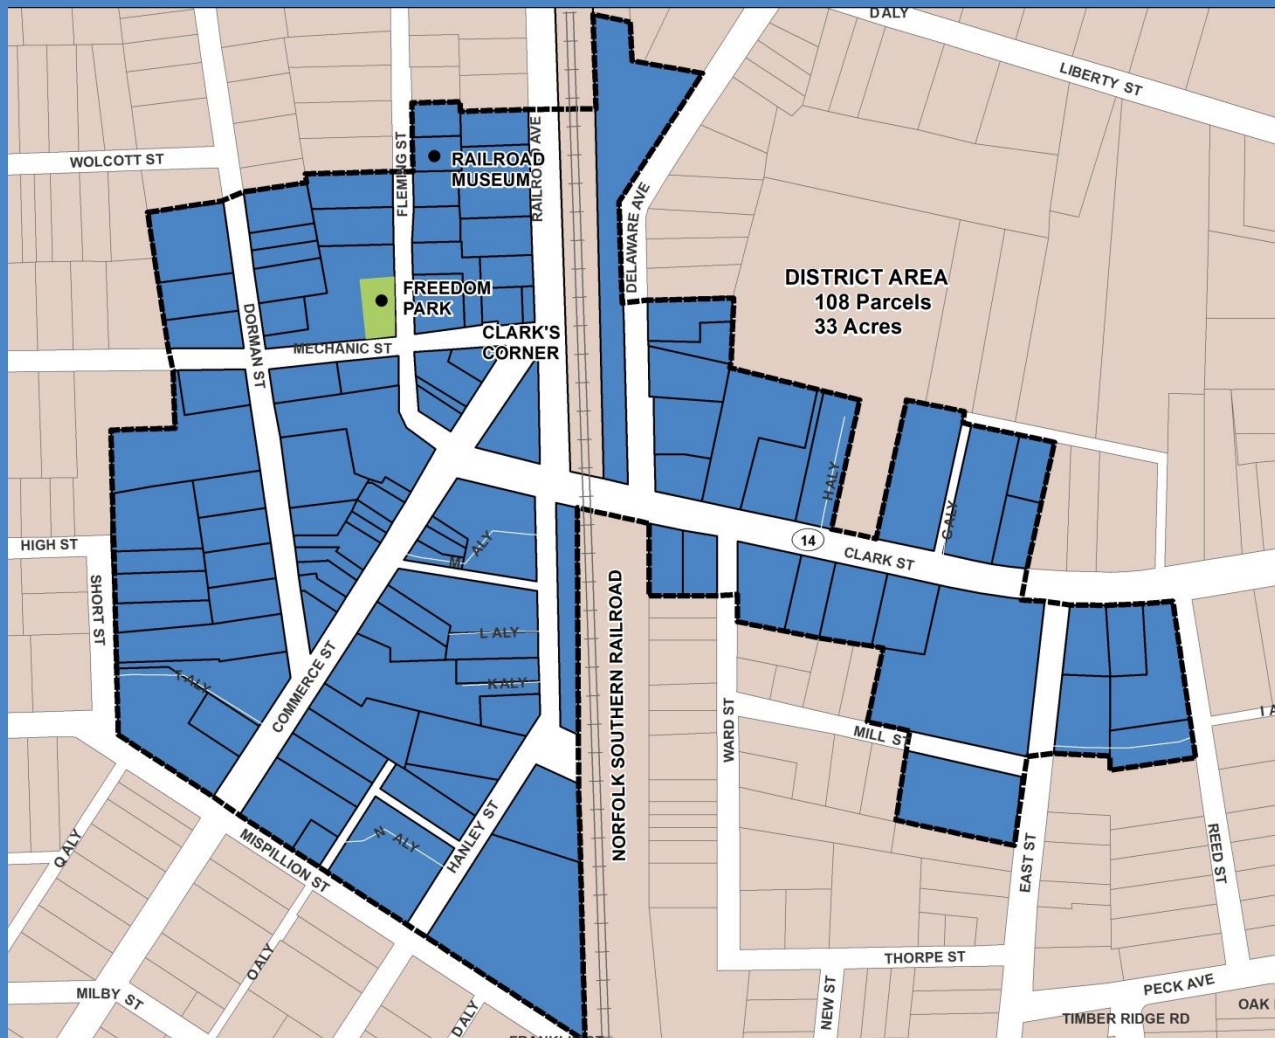 D ALY
LIBERTY ST
WOLCOTT ST
FLEMING ST
RAILROAD AVE
RAILROAD
MUSEUM
DELAWARE AVE
DISTRICT AREA
108 Parcels
33 Acres
FREEDOM
PARK
DORMAN ST
MECHANIC ST
CLARK'S
CORNER
H ALY
C ALY
14
CLARK ST
HIGH ST
SHORT ST
M ALY
L ALY
K ALY
T ALY
COMMERCE ST
NORFOLK SOUTHERN RAILROAD
WARD ST
MILL ST
I A
HANLEY ST
N ALY
MISPILLION ST
Q ALY
EAST ST
REED ST
O ALY
THORPE ST
MILBY ST
D ALY
NEW ST
PECK AVE
OAK
TIMBER RIDGE RD